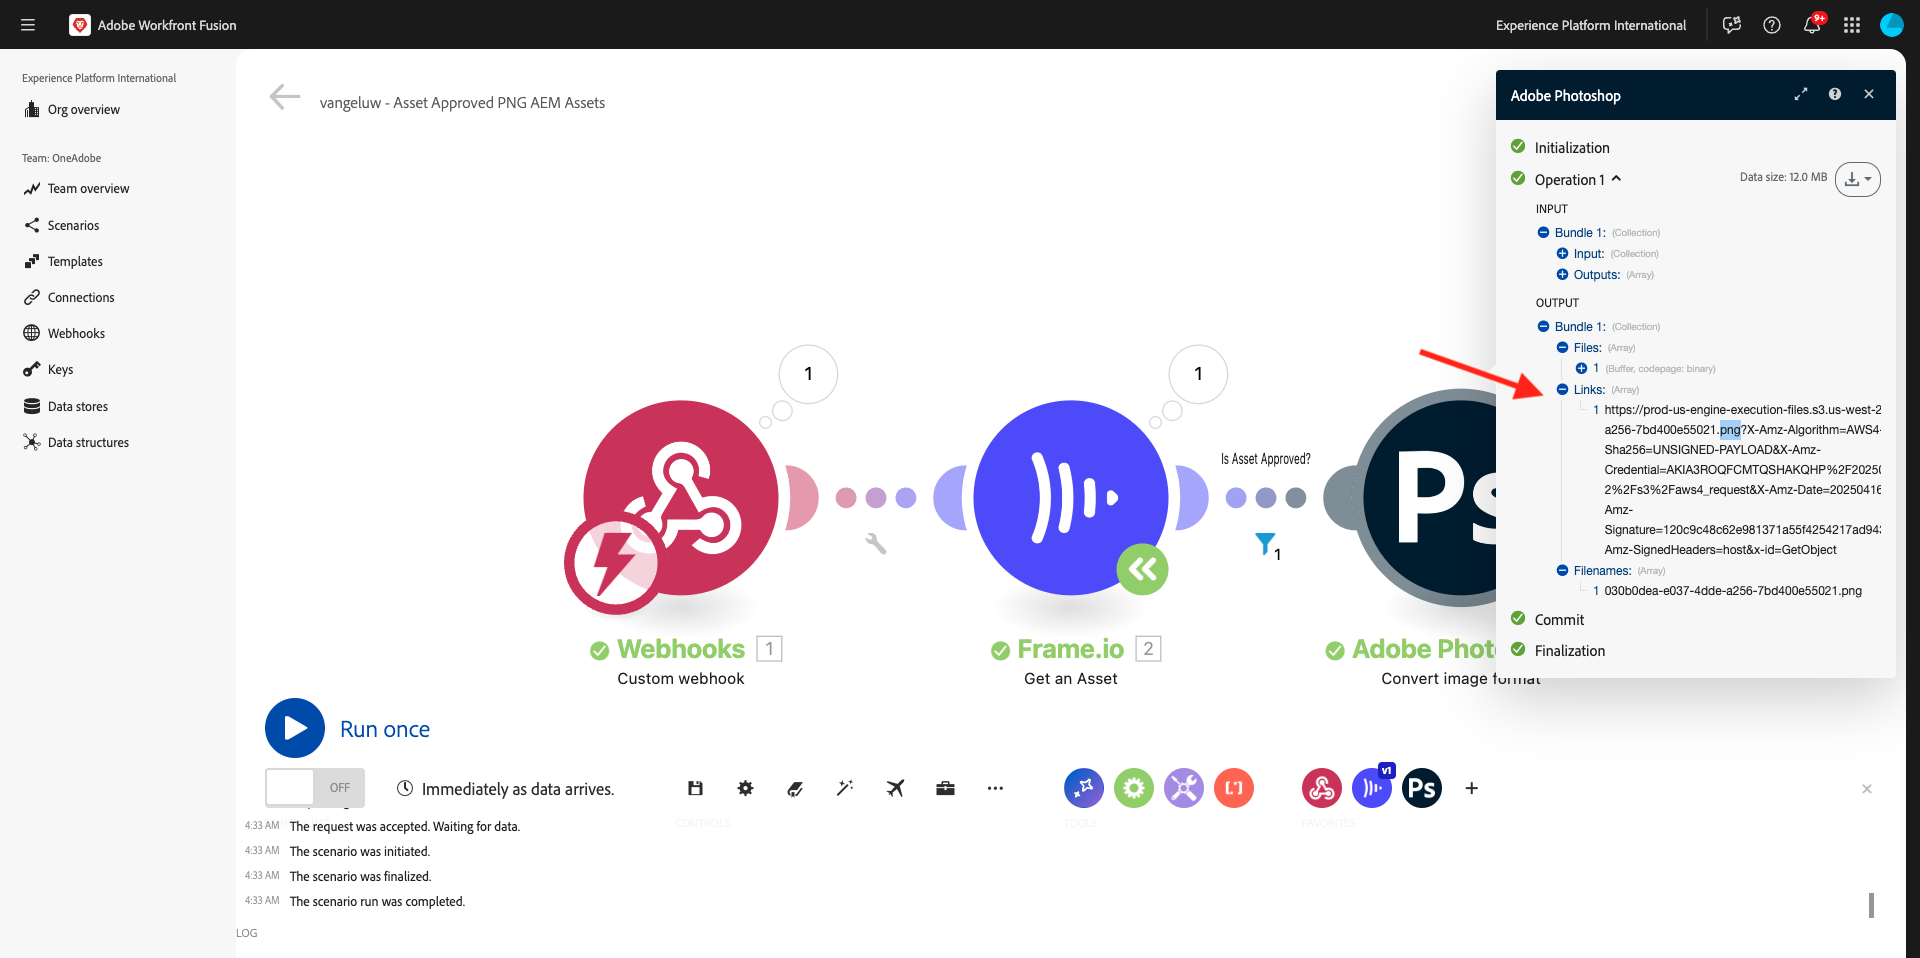 Adobe Workfront Fusion
Experience Platform International
9+
Experience Platform International
Org overview
Team: OneAdobe
Team overview
Scenarios
Templates
Connections
Webhooks
Keys
Data stores
Data structures
vangeluw - Asset Approved PNG AEM Assets
1
1
Is Asset Approved?
1
Ps
Webhooks 1
Custom webhook
Frame.io 2
Get an Asset
Adobe Phot
Convert image format
Adobe Photoshop
Initialization
Operation 1
Data size: 12.0 MB
INPUT
Bundle 1: (Collection)
Input: (Collection)
Outputs: (Array)
OUTPUT
Bundle 1: (Collection)
Files: (Array)
1 (Buffer, codepage: binary)
Links: (Array)
1 https://prod-us-engine-execution-files.s3.us-west-2
a256-7bd400e55021.png?X-Amz-Algorithm=AWS4-
Sha256=UNSIGNED-PAYLOAD&X-Amz-
Credential=AKIA3ROQFCMTQSHAKQHP%2F2025
2%2Fs3%2Faws4_request&X-Amz-Date=20250416
Amz-
Signature=120c9c48c62e981371a55f4254217ad94
Amz-SignedHeaders=host&x-id=GetObject
Filenames: (Array)
1 030b0dea-e037-4dde-a256-7bd400e55021.png
Commit
Finalization
Run once
OFF
Immediately as data arrives.
v1
Ps
CONTROLS
TOOLS
FAVORITES
4:33 AM The request was accepted. Waiting for data.
4:33 AM The scenario was initiated.
4:33 AM The scenario was finalized.
4:33 AM The scenario run was completed.
LOG